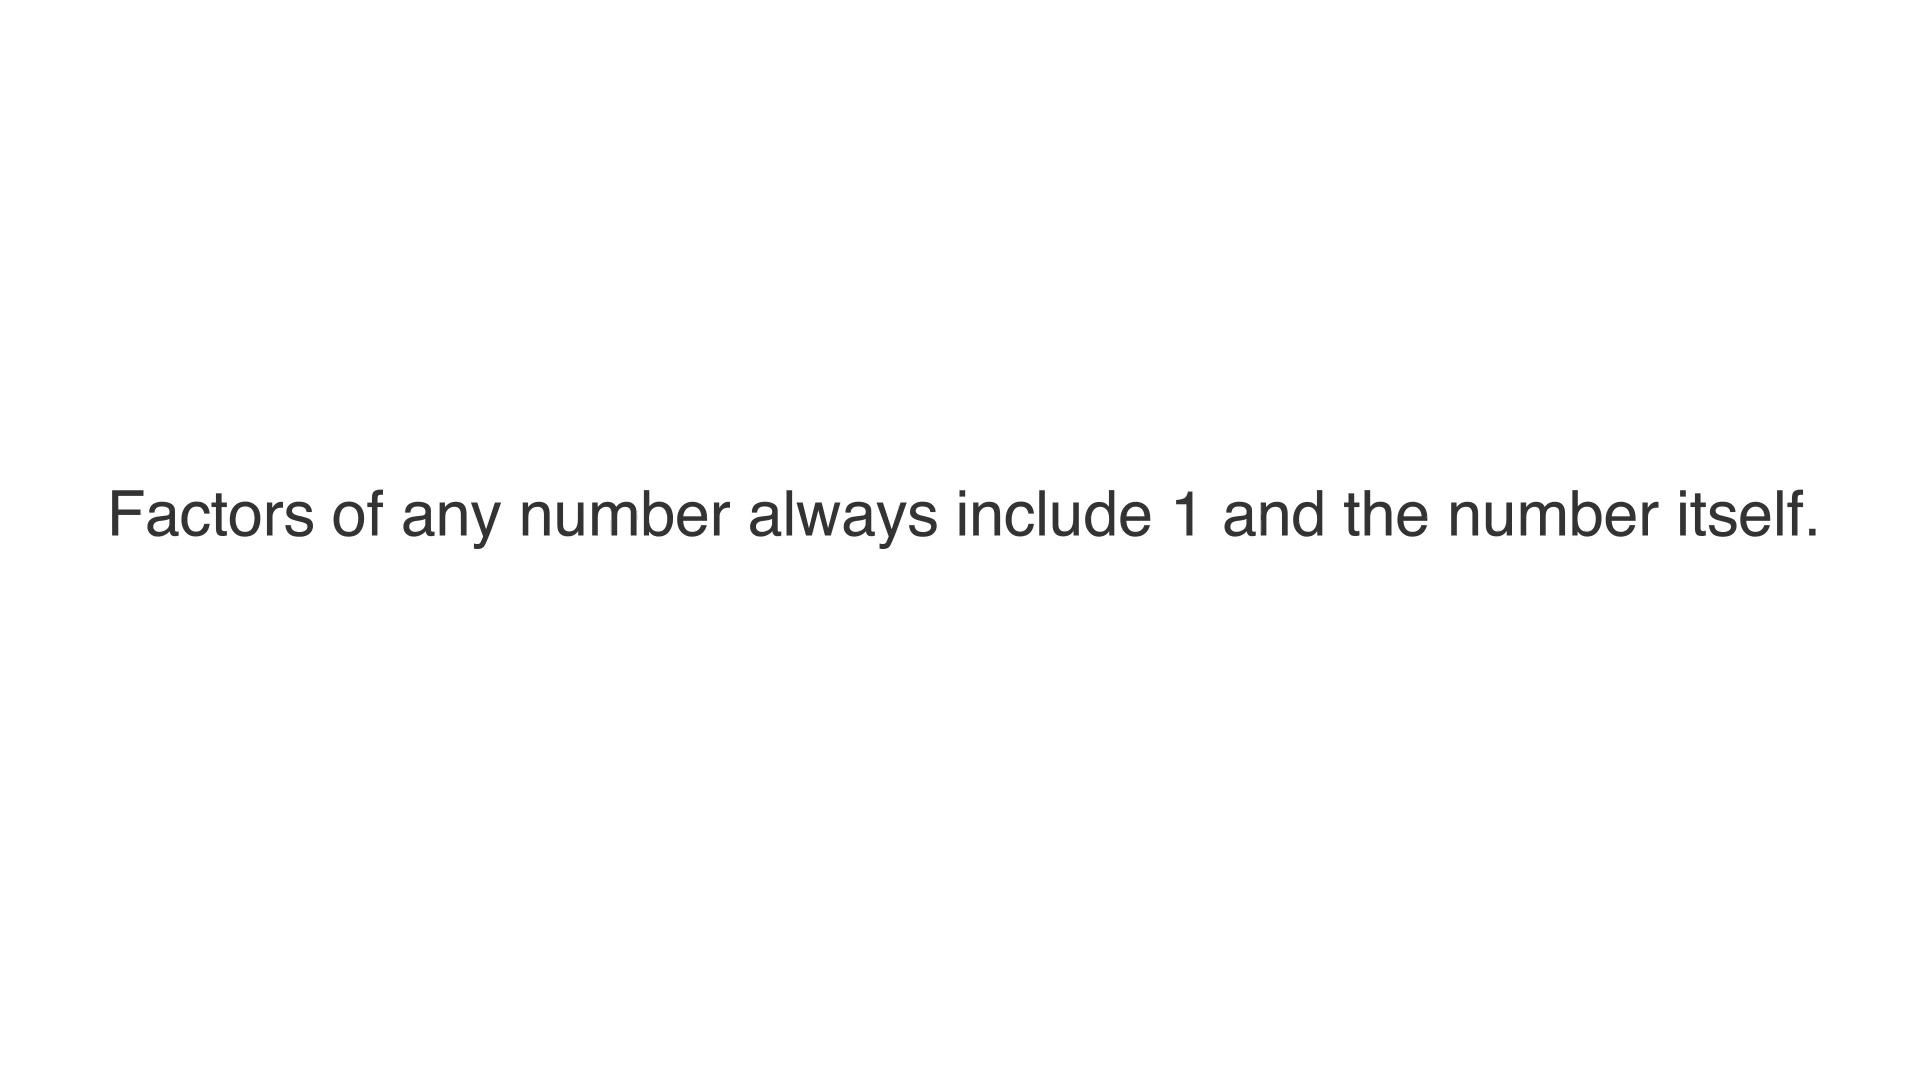 Factors of any number always include 1 and the number itself.